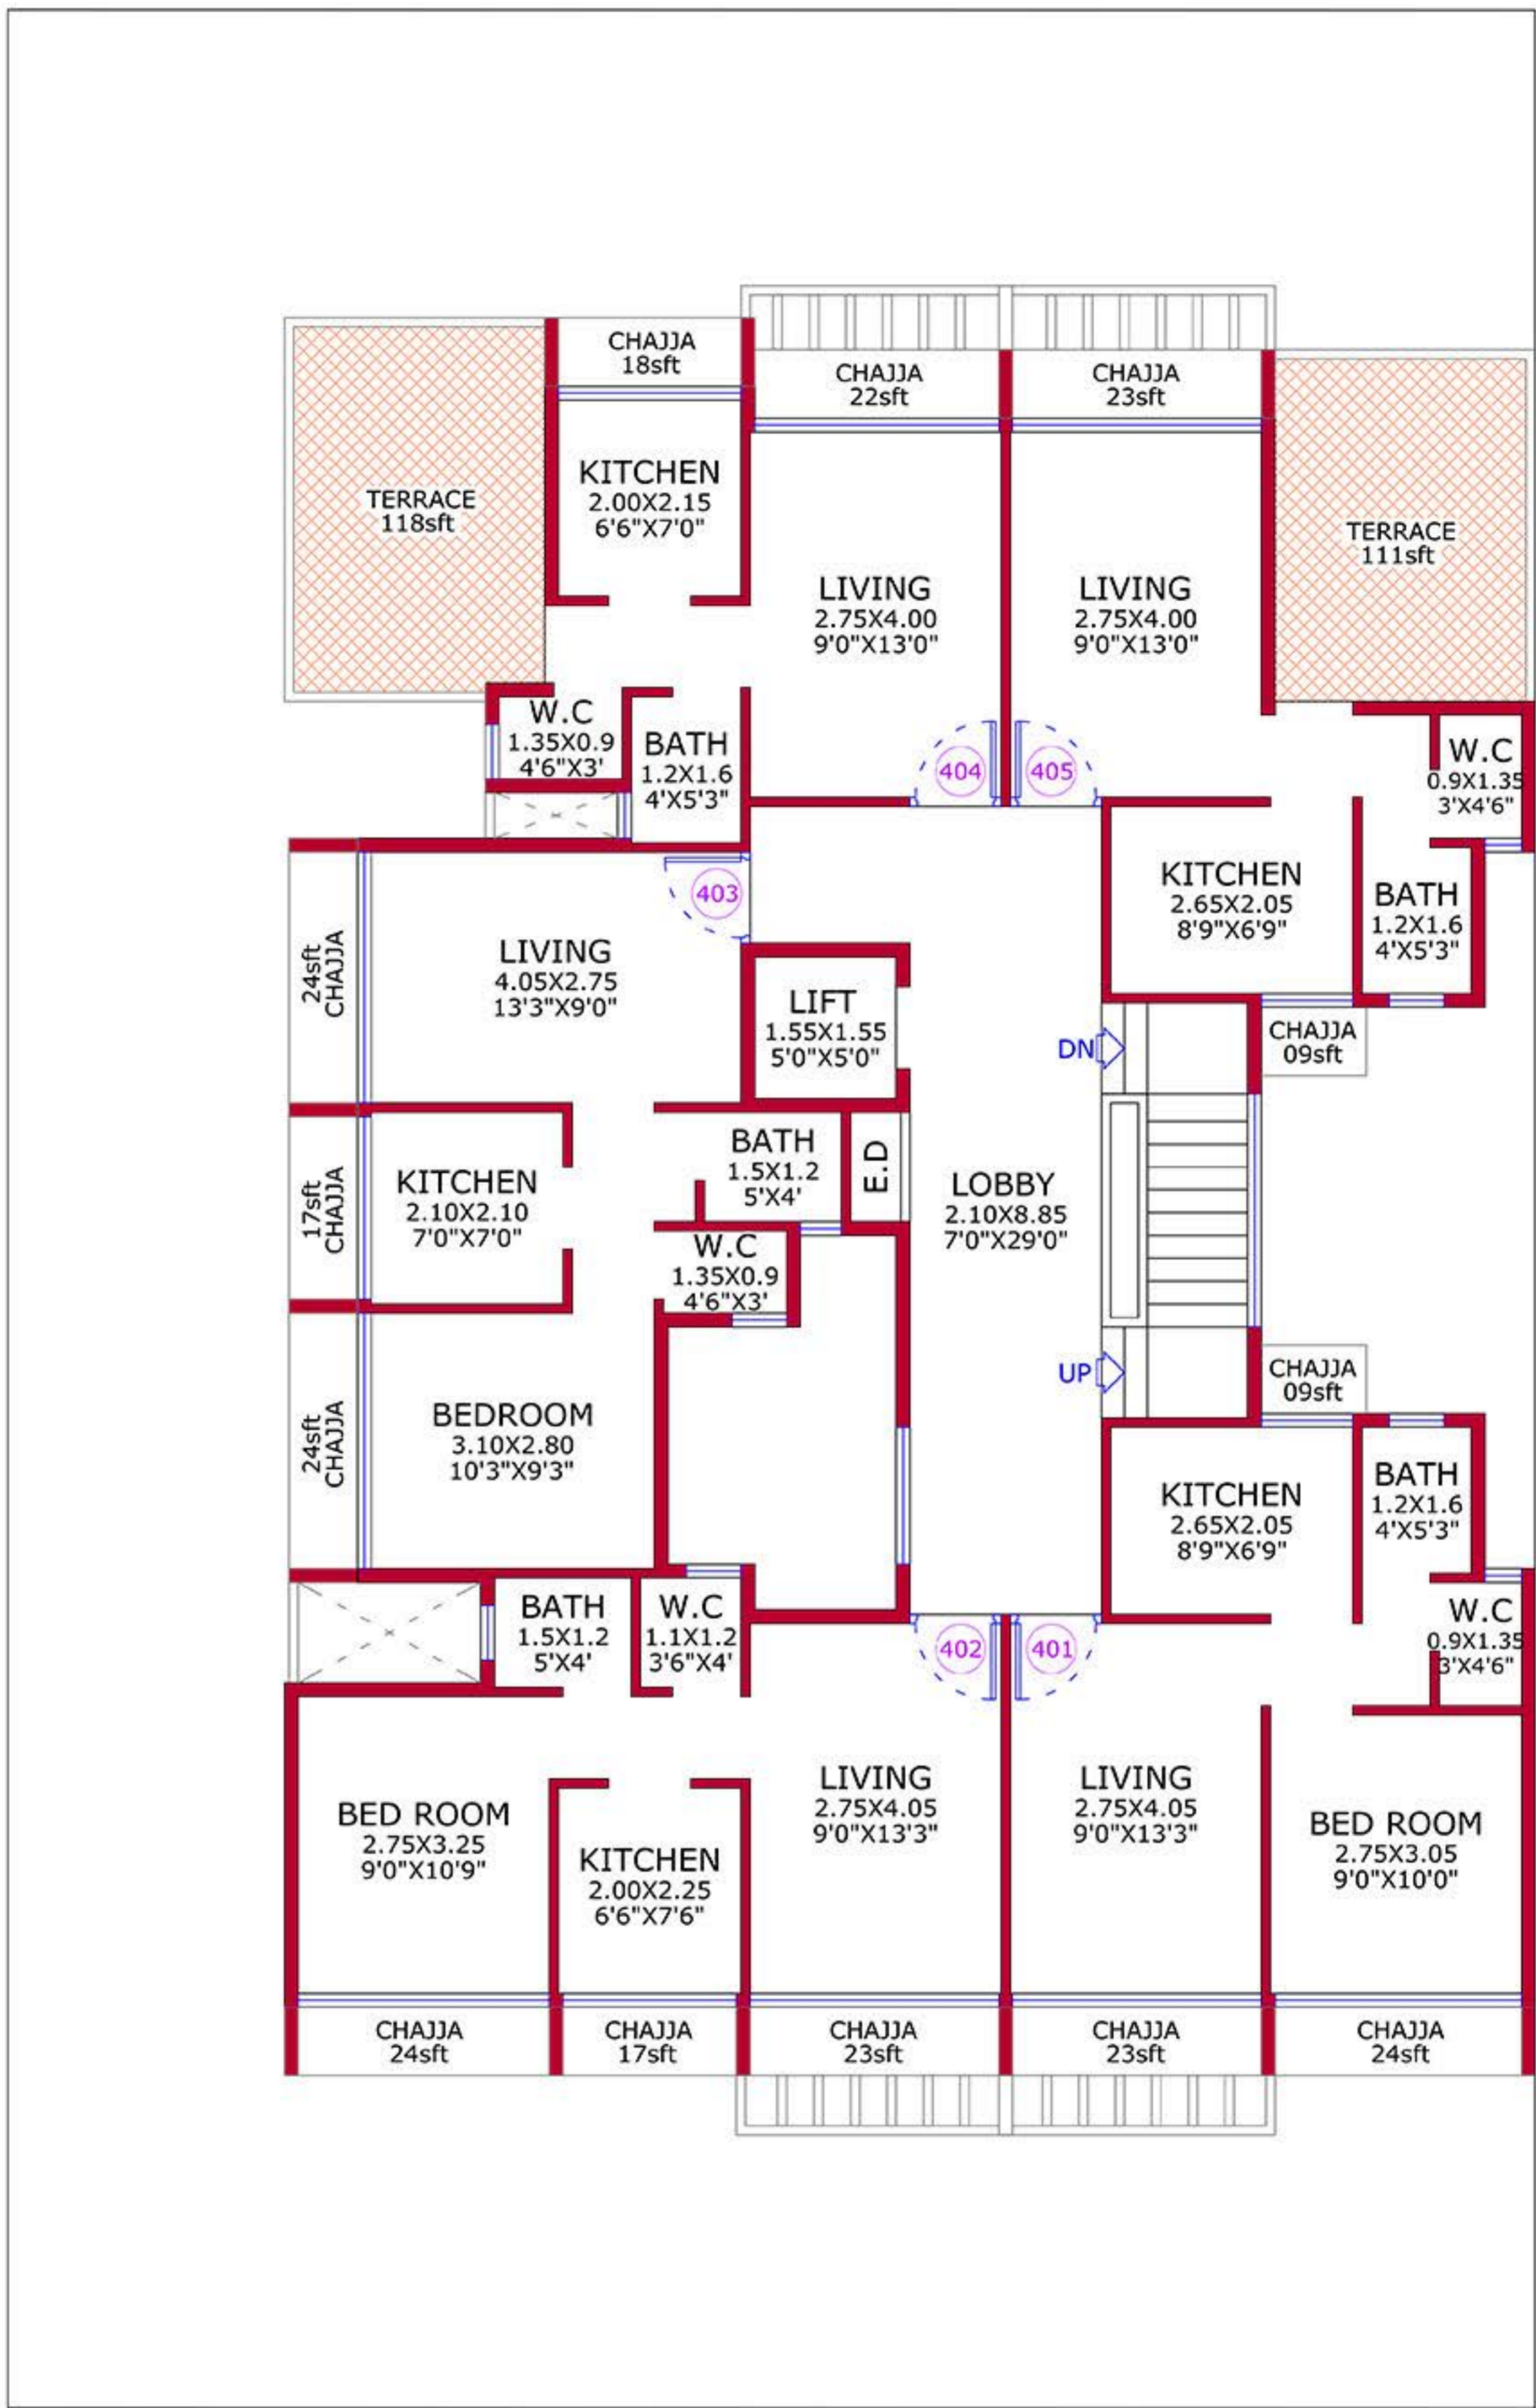 CHAJJA
18sft
CHAJJA
22sft
CHAJJA
23sft
TERRACE
118sft
KITCHEN
2.00X2.15
6'6"X7'0"
LIVING
2.75X4.00
9'0"X13'0"
LIVING
2.75X4.00
9'0"X13'0"
TERRACE
111sft
W.C
1.35X0.9
4'6"X3'
BATH
1.2X1.6
4'X5'3"
404
405
W.C
0.9X1.35
3'X4'6"
403
KITCHEN
2.65X2.05
8'9"X6'9"
BATH
1.2X1.6
4'X5'3"
24sft
CHAJJA
LIVING
4.05X2.75
13'3"X9'0"
LIFT
1.55X1.55
5'0"X5'0"
DN
CHAJJA
09sft
17sft
CHAJJA
KITCHEN
2.10X2.10
7'0"X7'0"
BATH
1.5X1.2
5'X4'
E.D
LOBBY
2.10X8.85
7'0"X29'0"
W.C
1.35X0.9
4'6"X3'
UP
CHAJJA
09sft
24sft
CHAJJA
BEDROOM
3.10X2.80
10'3"X9'3"
KITCHEN
2.65X2.05
8'9"X6'9"
BATH
1.2X1.6
4'X5'3"
BATH
1.5X1.2
5'X4'
W.C
1.1X1.2
3'6"X4'
402
401
W.C
0.9X1.35
3'X4'6"
BED ROOM
2.75X3.25
9'0"X10'9"
KITCHEN
2.00X2.25
6'6"X7'6"
LIVING
2.75X4.05
9'0"X13'3"
LIVING
2.75X4.05
9'0"X13'3"
BED ROOM
2.75X3.05
9'0"X10'0"
CHAJJA
24sft
CHAJJA
17sft
CHAJJA
23sft
CHAJJA
23sft
CHAJJA
24sft